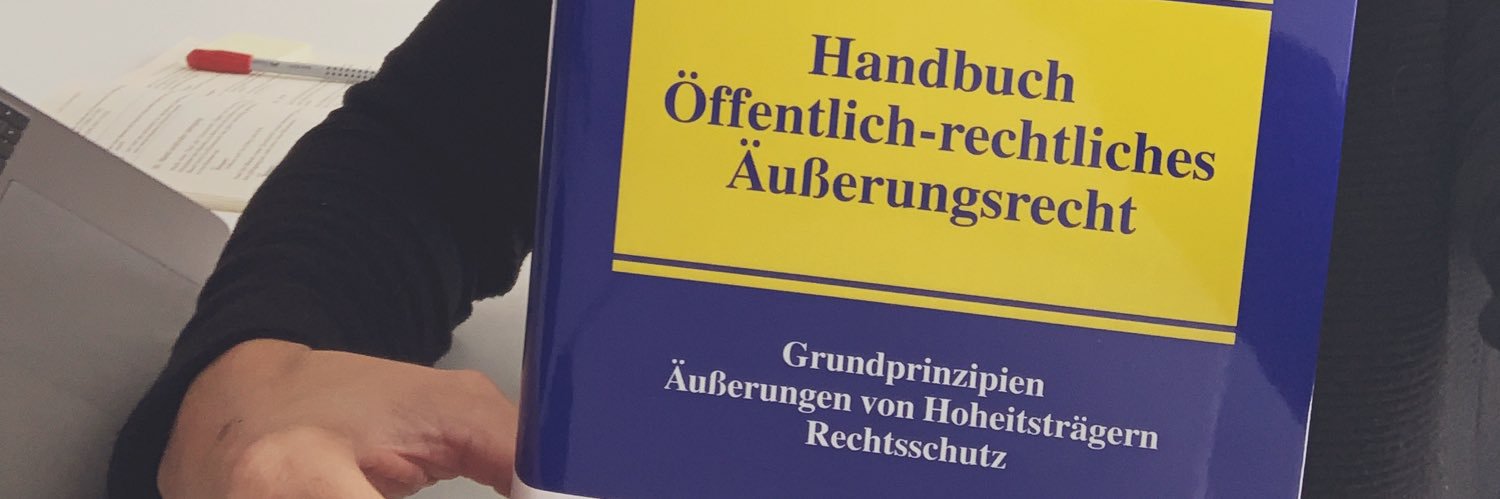 Handbuch
Öffentlich-rechtliches
Äußerungsrecht
Grundprinzipien
Äußerungen von Hoheitsträgern
Rechtsschutz